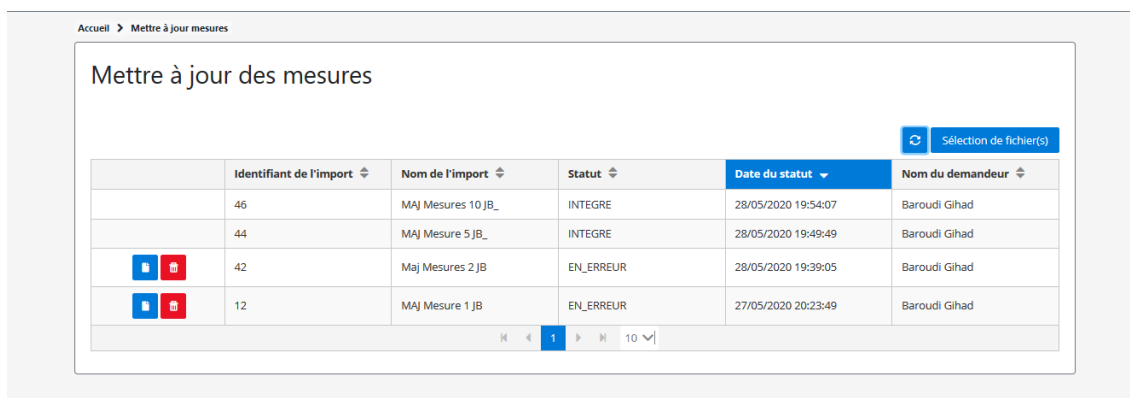 Accueil > Mettre à jour mesures
Mettre à jour des mesures
Sélection de fichier(s)
Identifiant de l'import Nom de l'import Statut Date du statut Nom du demandeur
46 MAJ Mesures 10 JB_ INTEGRE 28/05/2020 19:54:07 Baroudi Gihad
44 MAJ Mesure 5 JB_ INTEGRE 28/05/2020 19:49:49 Baroudi Gihad
42 Maj Mesures 2 JB EN_ERREUR 28/05/2020 19:39:05 Baroudi Gihad
12 MAJ Mesure 1 JB EN_ERREUR 27/05/2020 20:23:49 Baroudi Gihad
1 10